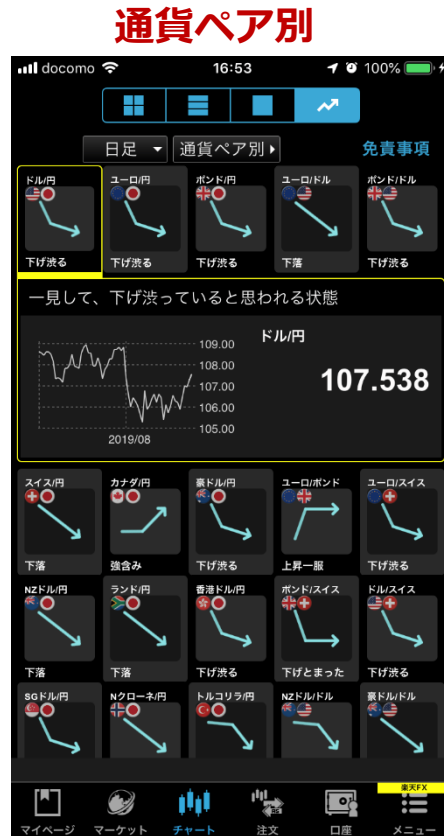 通貨ペア別
docomo 16:53 100%
日足 通貨ペア別 免責事項
ドル/円 ユーロ/円 ポンド/円 ユーロ/ドル ポンド/ドル
下げ渋る 下げ渋る 下げ渋る 下落 下げ渋る
一見して、下げ渋っていると思われる状態
ドル/円
107.538
109.00
108.00
107.00
106.00
105.00
2019/08
スイス/円 カナダ/円 豪ドル/円 ユーロ/ポンド ユーロ/スイス
下落 強含み 下げ渋る 上昇一服 下げ渋る
NZドル/円 ランド/円 香港ドル/円 ポンド/スイス ドル/スイス
下落 下落 下げ渋る 下げとまった 下げ渋る
SGドル/円 Nクローネ/円 トルコリラ/円 NZドル/ドル 豪ドル/ドル
楽天FX
マイページ マーケット チャート 注文 口座 メニュー